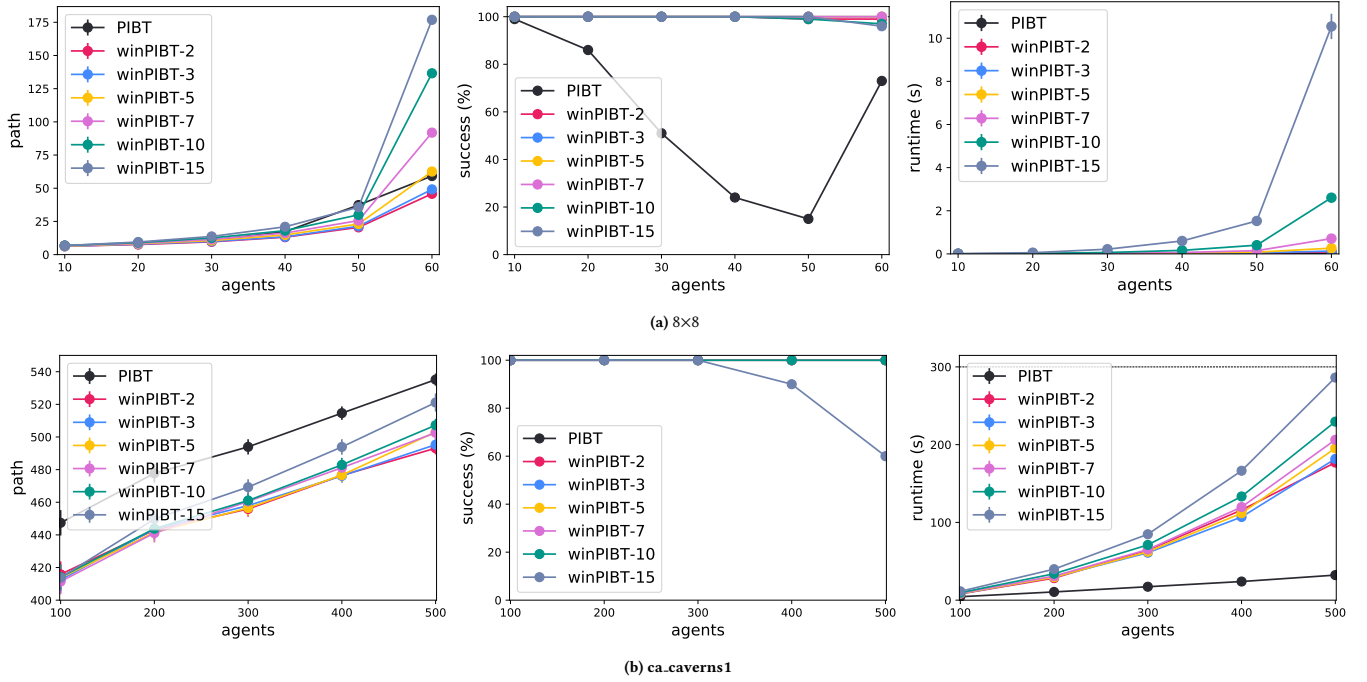 175
150
125
100
75
50
25
0
path
PIBT
winPIBT-2
winPIBT-3
winPIBT-5
winPIBT-7
winPIBT-10
winPIBT-15
10 20 30 40 50 60
agents
100
80
60
40
20
0
success (%)
PIBT
winPIBT-2
winPIBT-3
winPIBT-5
winPIBT-7
winPIBT-10
winPIBT-15
10 20 30 40 50 60
agents
10
8
6
4
2
0
runtime (s)
PIBT
winPIBT-2
winPIBT-3
winPIBT-5
winPIBT-7
winPIBT-10
winPIBT-15
10 20 30 40 50 60
agents
(a) 8×8
540
520
500
480
460
440
420
400
path
PIBT
winPIBT-2
winPIBT-3
winPIBT-5
winPIBT-7
winPIBT-10
winPIBT-15
100 200 300 400 500
agents
100
80
60
40
20
0
success (%)
PIBT
winPIBT-2
winPIBT-3
winPIBT-5
winPIBT-7
winPIBT-10
winPIBT-15
100 200 300 400 500
agents
300
200
100
0
runtime (s)
PIBT
winPIBT-2
winPIBT-3
winPIBT-5
winPIBT-7
winPIBT-10
winPIBT-15
100 200 300 400 500
agents
(b) ca_caverns1